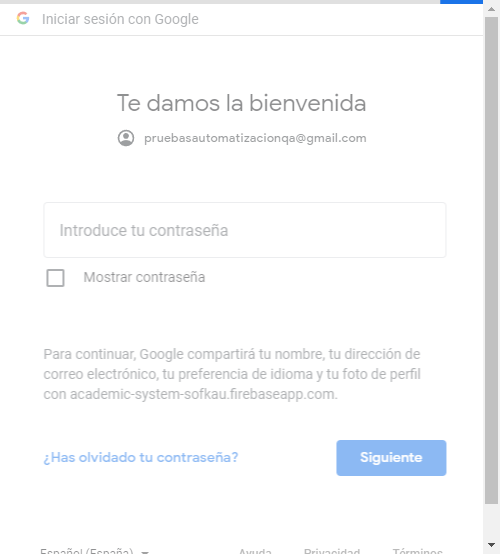 Iniciar sesión con Google
Te damos la bienvenida
pruebasautomatizacionqa@gmail.com
Introduce tu contraseña
Mostrar contraseña
Para continuar, Google compartirá tu nombre, tu dirección de
correo electrónico, tu preferencia de idioma y tu foto de perfil
con academic-system-sofkau.firebaseapp.com.
¿Has olvidado tu contraseña? Siguiente
Español (España) Ayuda Privacidad Términos